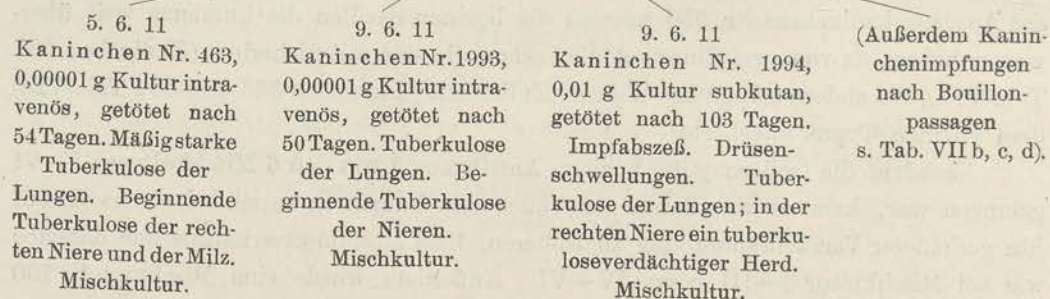 5. 6. 11
Kaninchen Nr. 463,
0,00001 g Kultur intra-
venös, getötet nach
54 Tagen. Mäßig starke
Tuberkulose der
Lungen. Beginnende
Tuberkulose der rech-
ten Niere und der Milz.
Mischkultur.
9. 6. 11
Kaninchen Nr. 1993,
0,00001 g Kultur intra-
venös, getötet nach
50 Tagen. Tuberkulose
der Lungen. Be-
ginnende Tuberkulose
der Nieren.
Mischkultur.
9. 6. 11
Kaninchen Nr. 1994,
0,01 g Kultur subkutan,
getötet nach 103 Tagen.
Impfabszeß. Drüsen-
schwellungen. Tuber-
kulose der Lungen; in der
rechten Niere ein tuberku-
loseverdächtiger Herd.
Mischkultur.
(Außerdem Kanin-
chenimpfungen
nach Bouillon-
passagen
s. Tab. VII b, c, d).